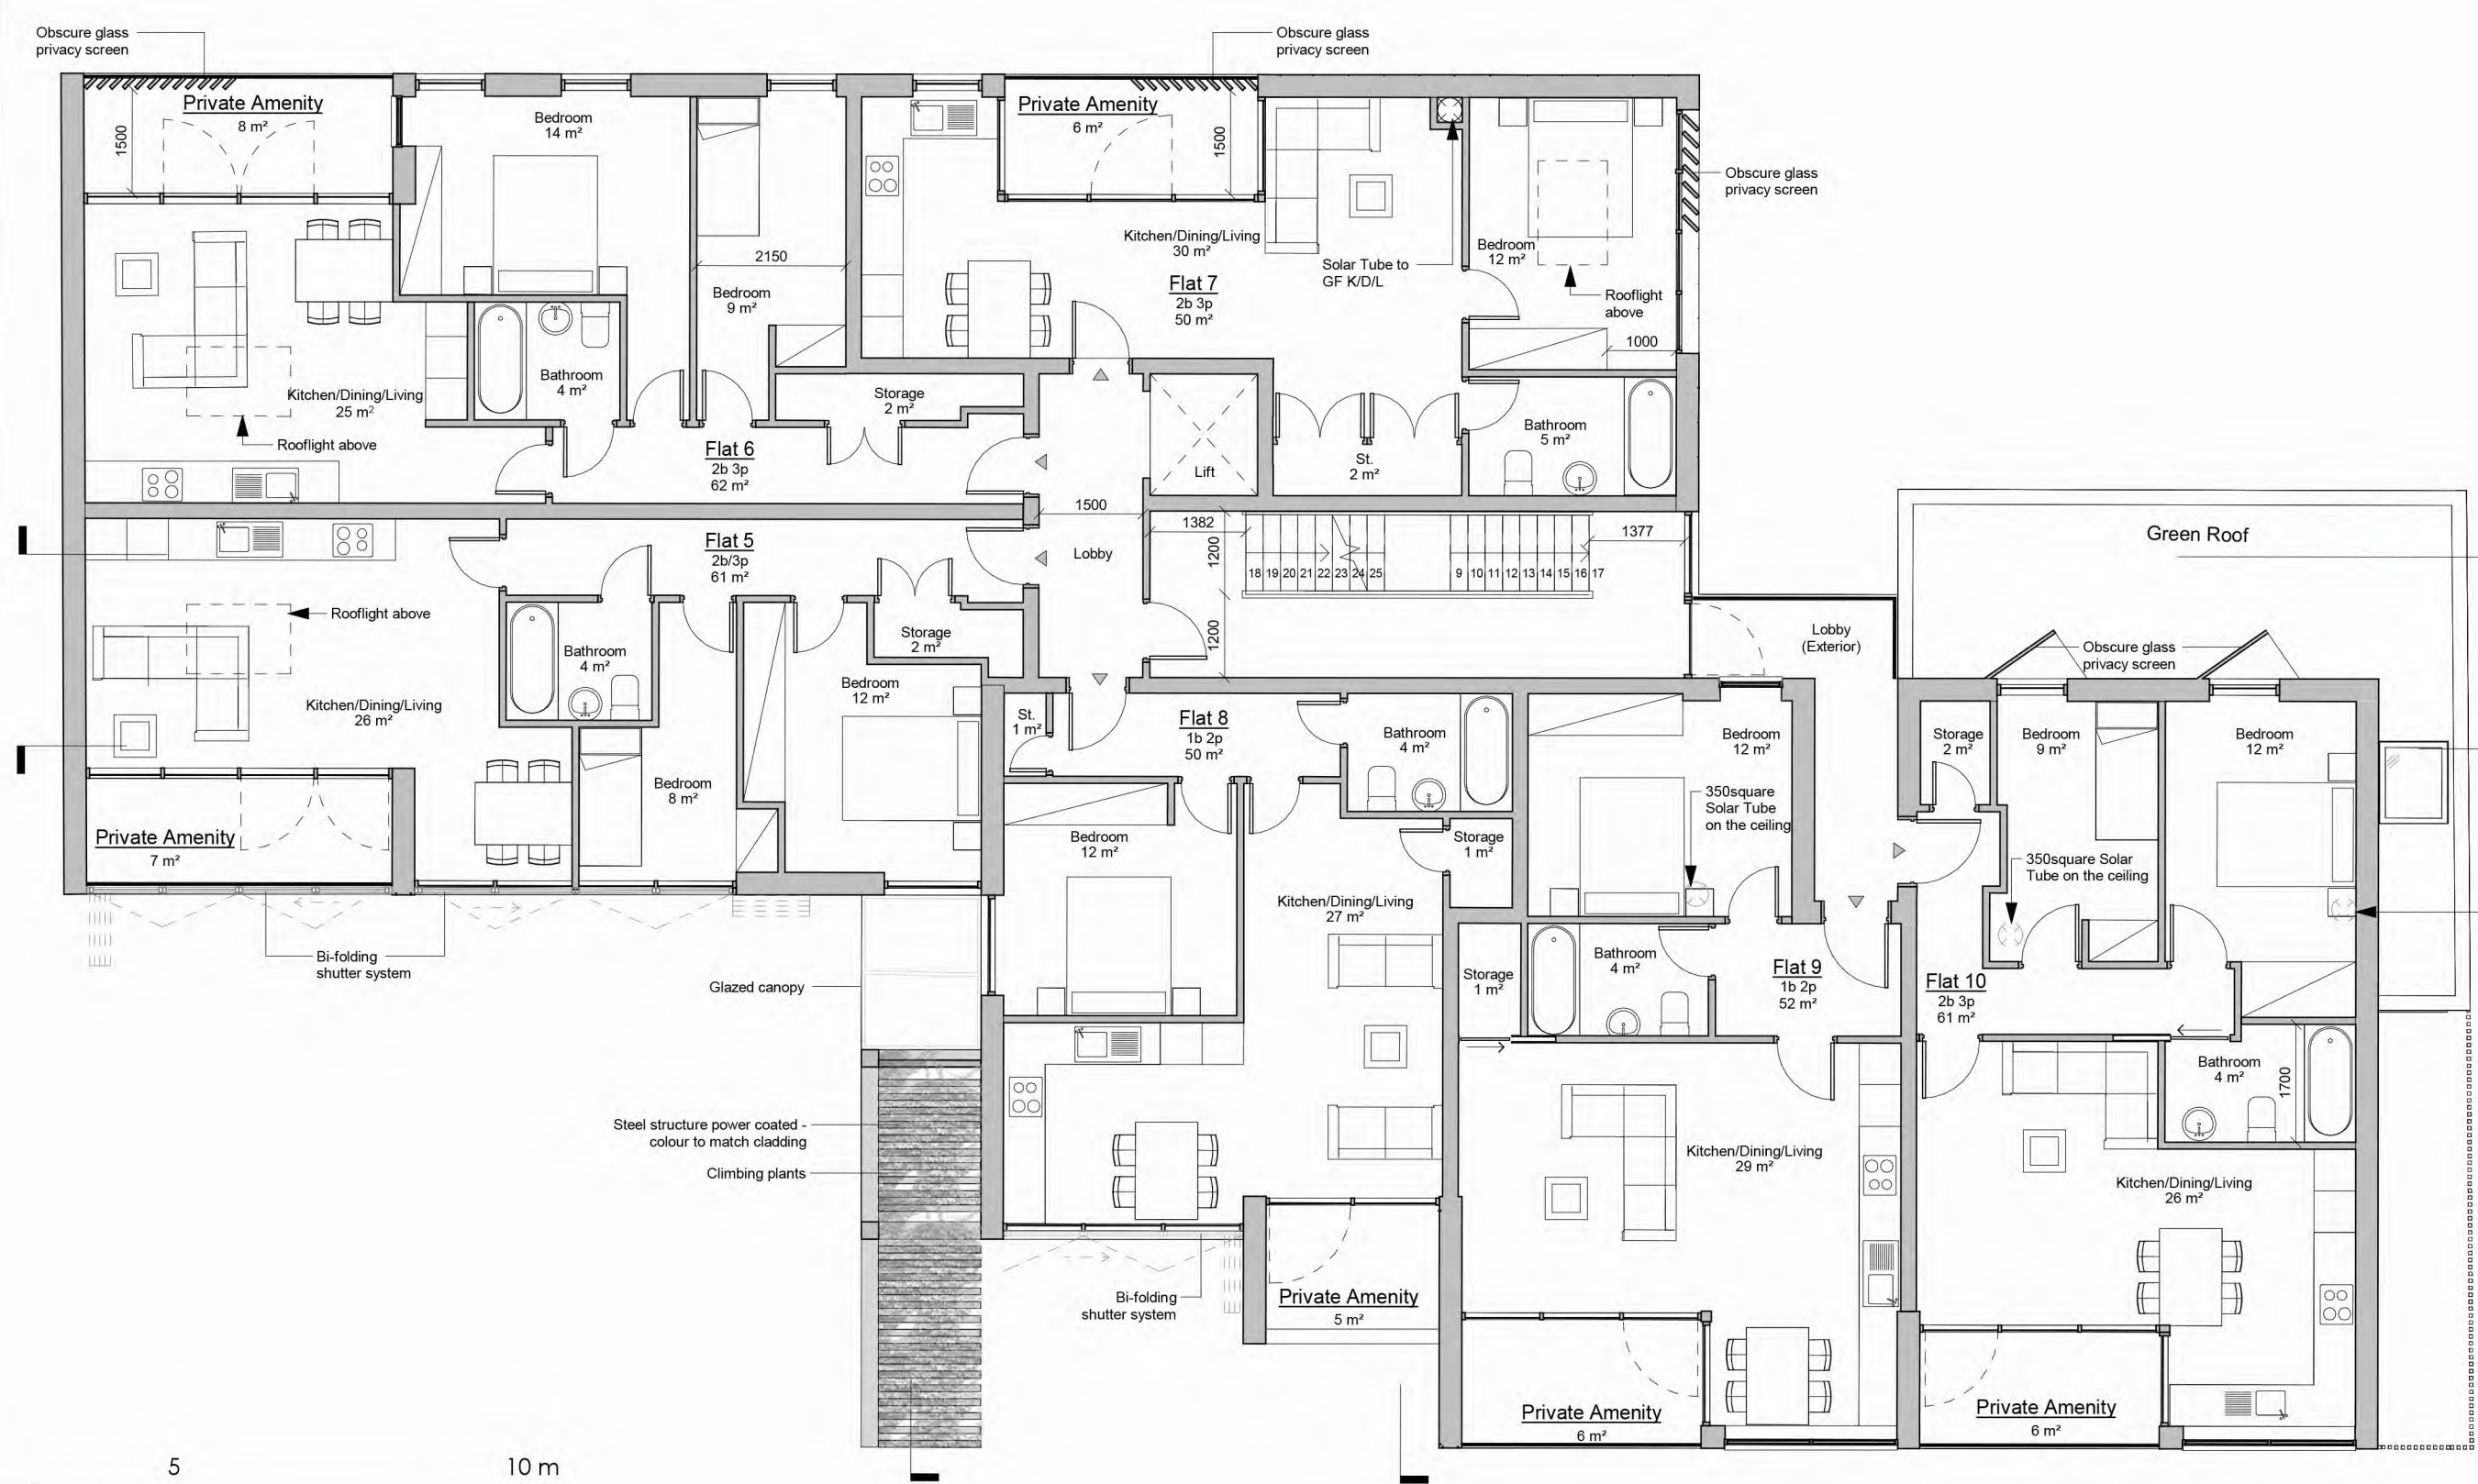 Obscure glass
privacy screen
Obscure glass
privacy screen
Private Amenity
8 m²
1500
Bedroom
14 m²
Private Amenity
6 m²
1500
Obscure glass
privacy screen
2150
Bedroom
9 m²
Kitchen/Dining/Living
30 m²
Flat 7
2b 3p
50 m²
Solar Tube to
GF K/D/L
Bedroom
12 m²
Rooflight
above
1000
Bathroom
4 m²
Kitchen/Dining/Living
25 m²
Rooflight above
Storage
2 m²
Flat 6
2b 3p
62 m²
Lift
St.
2 m²
Bathroom
5 m²
1500
1382
1200
1377
18 19 20 21 22 23 24 25
9 10 11 12 13 14 15 16 17
Lobby
1200
Green Roof
Flat 5
2b/3p
61 m²
Rooflight above
Bathroom
4 m²
Storage
2 m²
Lobby
(Exterior)
Obscure glass
privacy screen
Kitchen/Dining/Living
26 m²
Bedroom
12 m²
Bedroom
8 m²
Private Amenity
7 m²
St.
1 m²
Flat 8
1b 2p
50 m²
Bathroom
4 m²
Bedroom
12 m²
350square
Solar Tube
on the ceiling
Storage
2 m²
Bedroom
9 m²
Bedroom
12 m²
350square Solar
Tube on the ceiling
Bedroom
12 m²
Storage
1 m²
Kitchen/Dining/Living
27 m²
Bi-folding
shutter system
Glazed canopy
Storage
1 m²
Bathroom
4 m²
Flat 9
1b 2p
52 m²
Flat 10
2b 3p
61 m²
Bathroom
4 m²
1700
Steel structure power coated -
colour to match cladding
Climbing plants
Kitchen/Dining/Living
29 m²
Kitchen/Dining/Living
26 m²
Bi-folding
shutter system
Private Amenity
5 m²
Private Amenity
6 m²
Private Amenity
6 m²
5
10 m